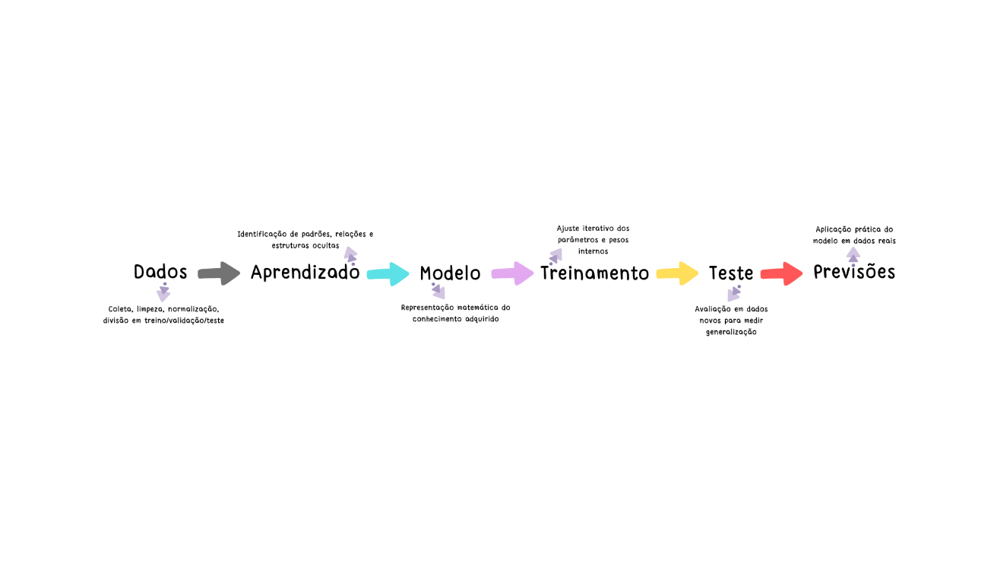 Dados
Coleta, limpeza, normalização,
divisão em treino/validação/teste
Identificação de padrões, relações e
estruturas ocultas
Aprendizado
Modelo
Representação matemática do
conhecimento adquirido
Ajuste iterativo dos
parâmetros e pesos
internos
Treinamento
Teste
Avaliação em dados
novos para medir
generalização
Aplicação prática do
modelo em dados reais
Previsões